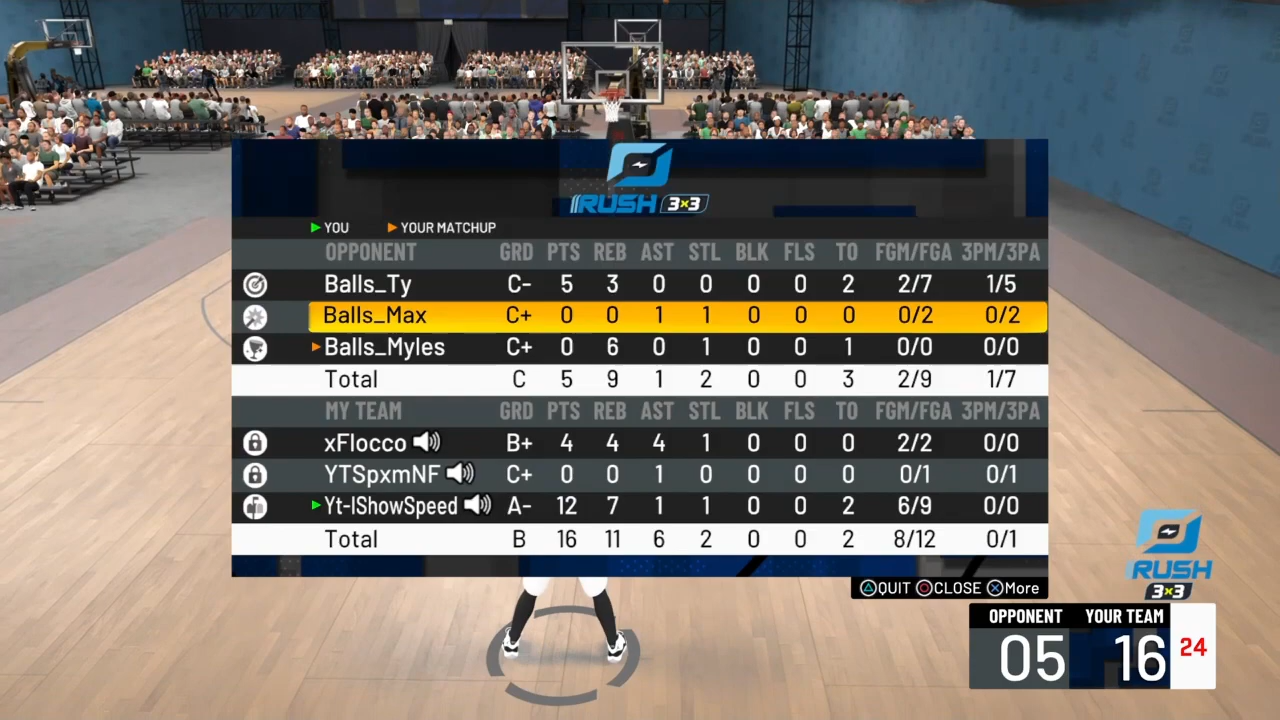 RUSH 3×3
YOU YOUR MATCHUP
OPPONENT GRD PTS REB AST STL BLK FLS TO FGM/FGA 3PM/3PA
Balls_Ty C- 5 3 0 0 0 0 2 2/7 1/5
Balls_Max C+ 0 0 1 1 0 0 0 0/2 0/2
Balls_Myles C+ 0 6 0 1 0 0 1 0/0 0/0
Total C 5 9 1 2 0 0 3 2/9 1/7
MY TEAM GRD PTS REB AST STL BLK FLS TO FGM/FGA 3PM/3PA
xFlocco B+ 4 4 4 1 0 0 0 2/2 0/0
YTSpxmNF C+ 0 0 1 0 0 0 0 0/1 0/1
Yt-IShowSpeed A- 12 7 1 1 0 0 2 6/9 0/0
Total B 16 11 6 2 0 0 2 8/12 0/1
QUIT CLOSE More
RUSH
3×3
OPPONENT YOUR TEAM
05 16 24